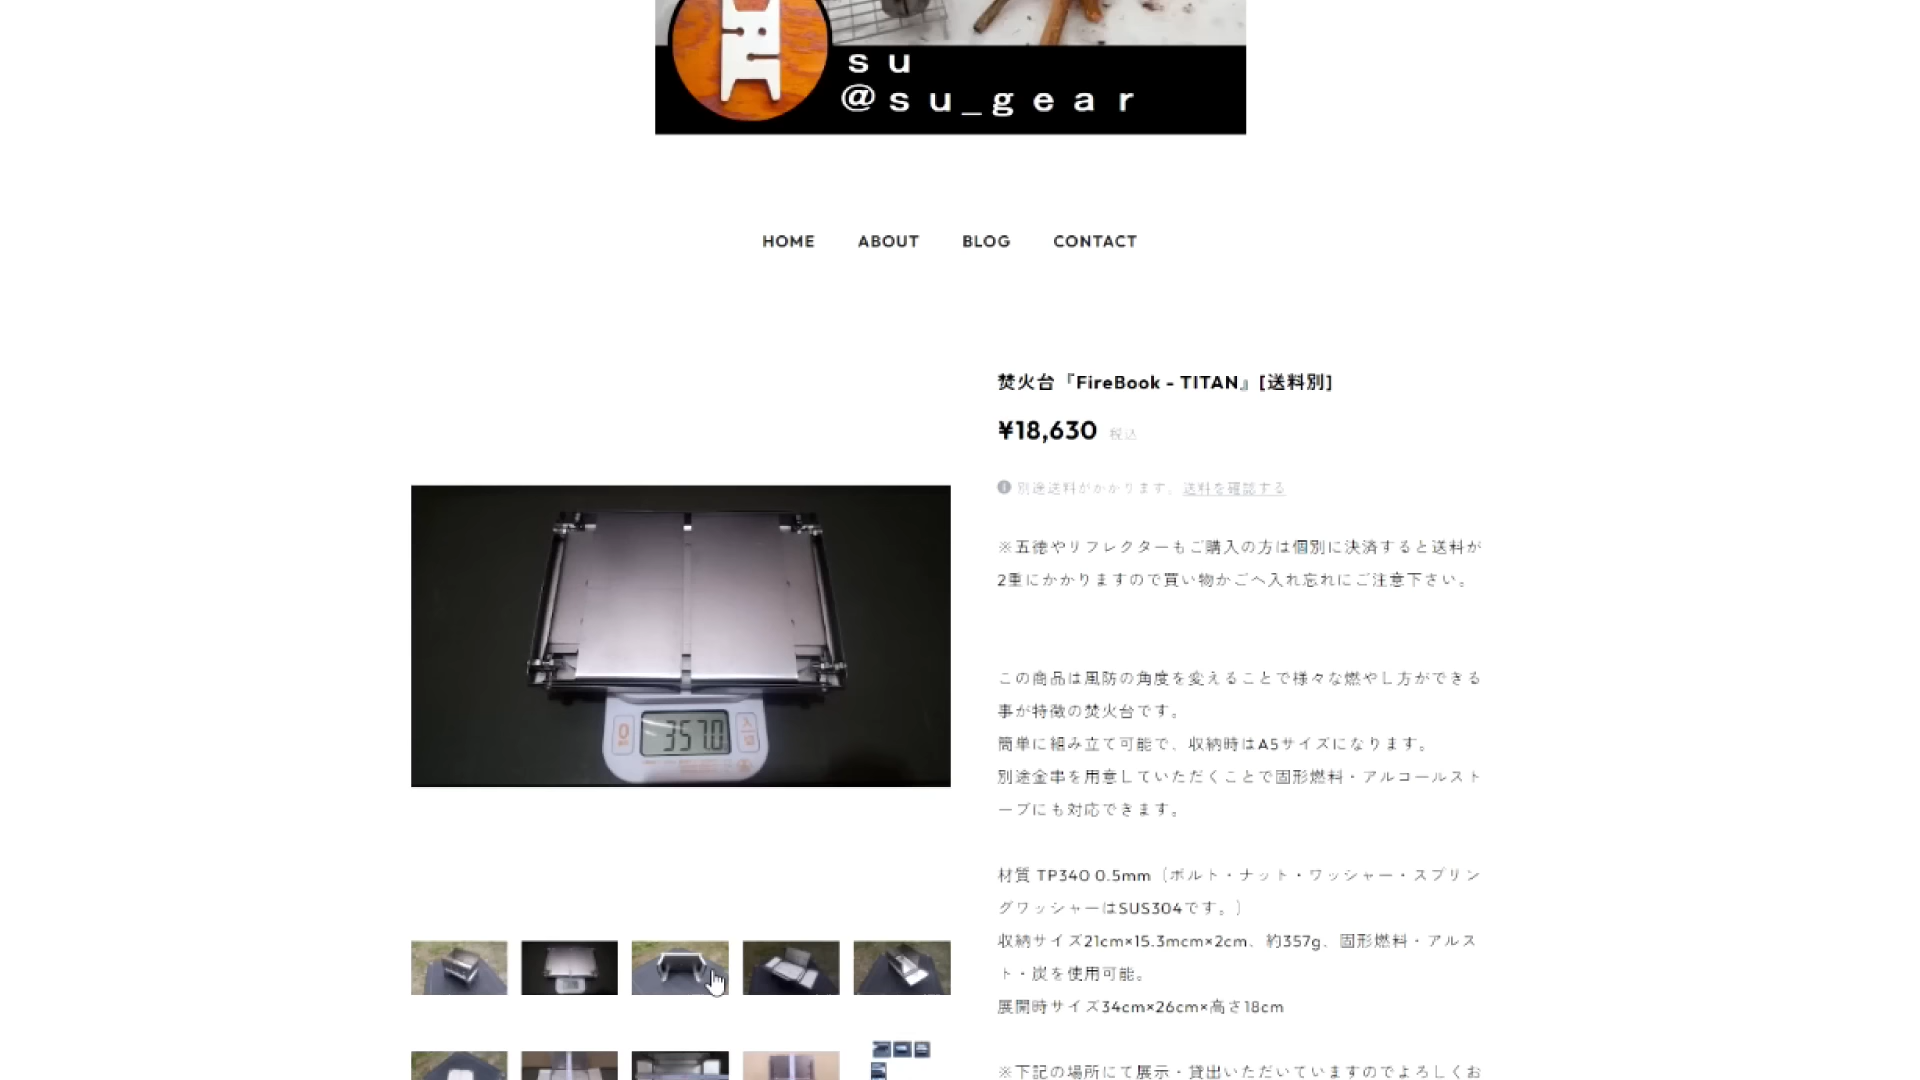 su
@su_gear
HOME ABOUT BLOG CONTACT
焚火台『FireBook - TITAN』[送料別]
¥18,630 税込
別途送料がかかります。送料を確認する
※五徳やリフレクターもご購入の方は個別に決済すると送料が
2重にかかりますので買い物かごへ入れ忘れにご注意下さい。
この商品は風防の角度を変えることで様々な燃やし方ができる
事が特徴の焚火台です。
簡単に組み立て可能で、収納時はA5サイズになります。
別途金串を用意していただくことで固形燃料・アルコールスト
ーブにも対応できます。
材質 TP340 0.5mm（ボルト・ナット・ワッシャー・スプリン
グワッシャーはSUS304です。）
収納サイズ21cm×15.3mcm×2cm、約357g、固形燃料・アルス
ト・炭を使用可能。
展開時サイズ34cm×26cm×高さ18cm
※下記の場所にて展示・貸出いただいていますのでよろしくお
0
357.0
入